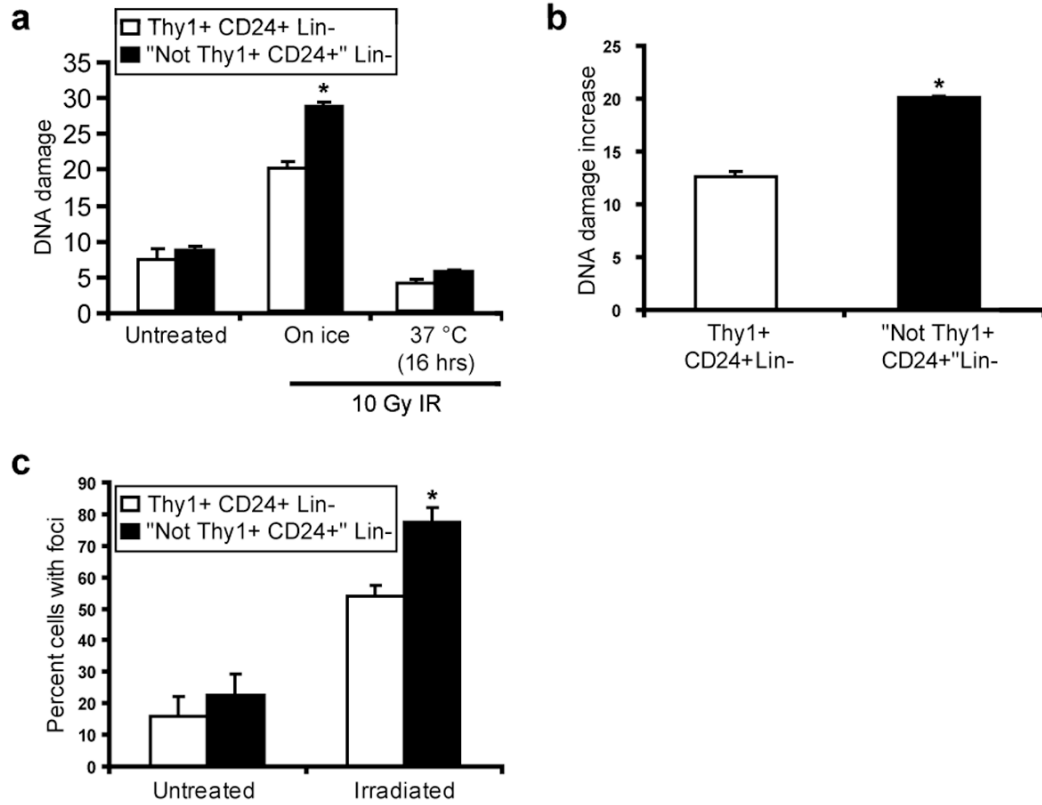 a
Thy1+ CD24+ Lin-
"Not Thy1+ CD24+" Lin-
DNA damage
35
30
25
20
15
10
5
0
*
Untreated
On ice
37 °C
(16 hrs)
10 Gy IR
b
DNA damage increase
25
20
15
10
5
0
*
Thy1+
CD24+Lin-
"Not Thy1+
CD24+"Lin-
c
Thy1+ CD24+ Lin-
"Not Thy1+ CD24+" Lin-
Percent cells with foci
90
80
70
60
50
40
30
20
10
0
*
Untreated
Irradiated